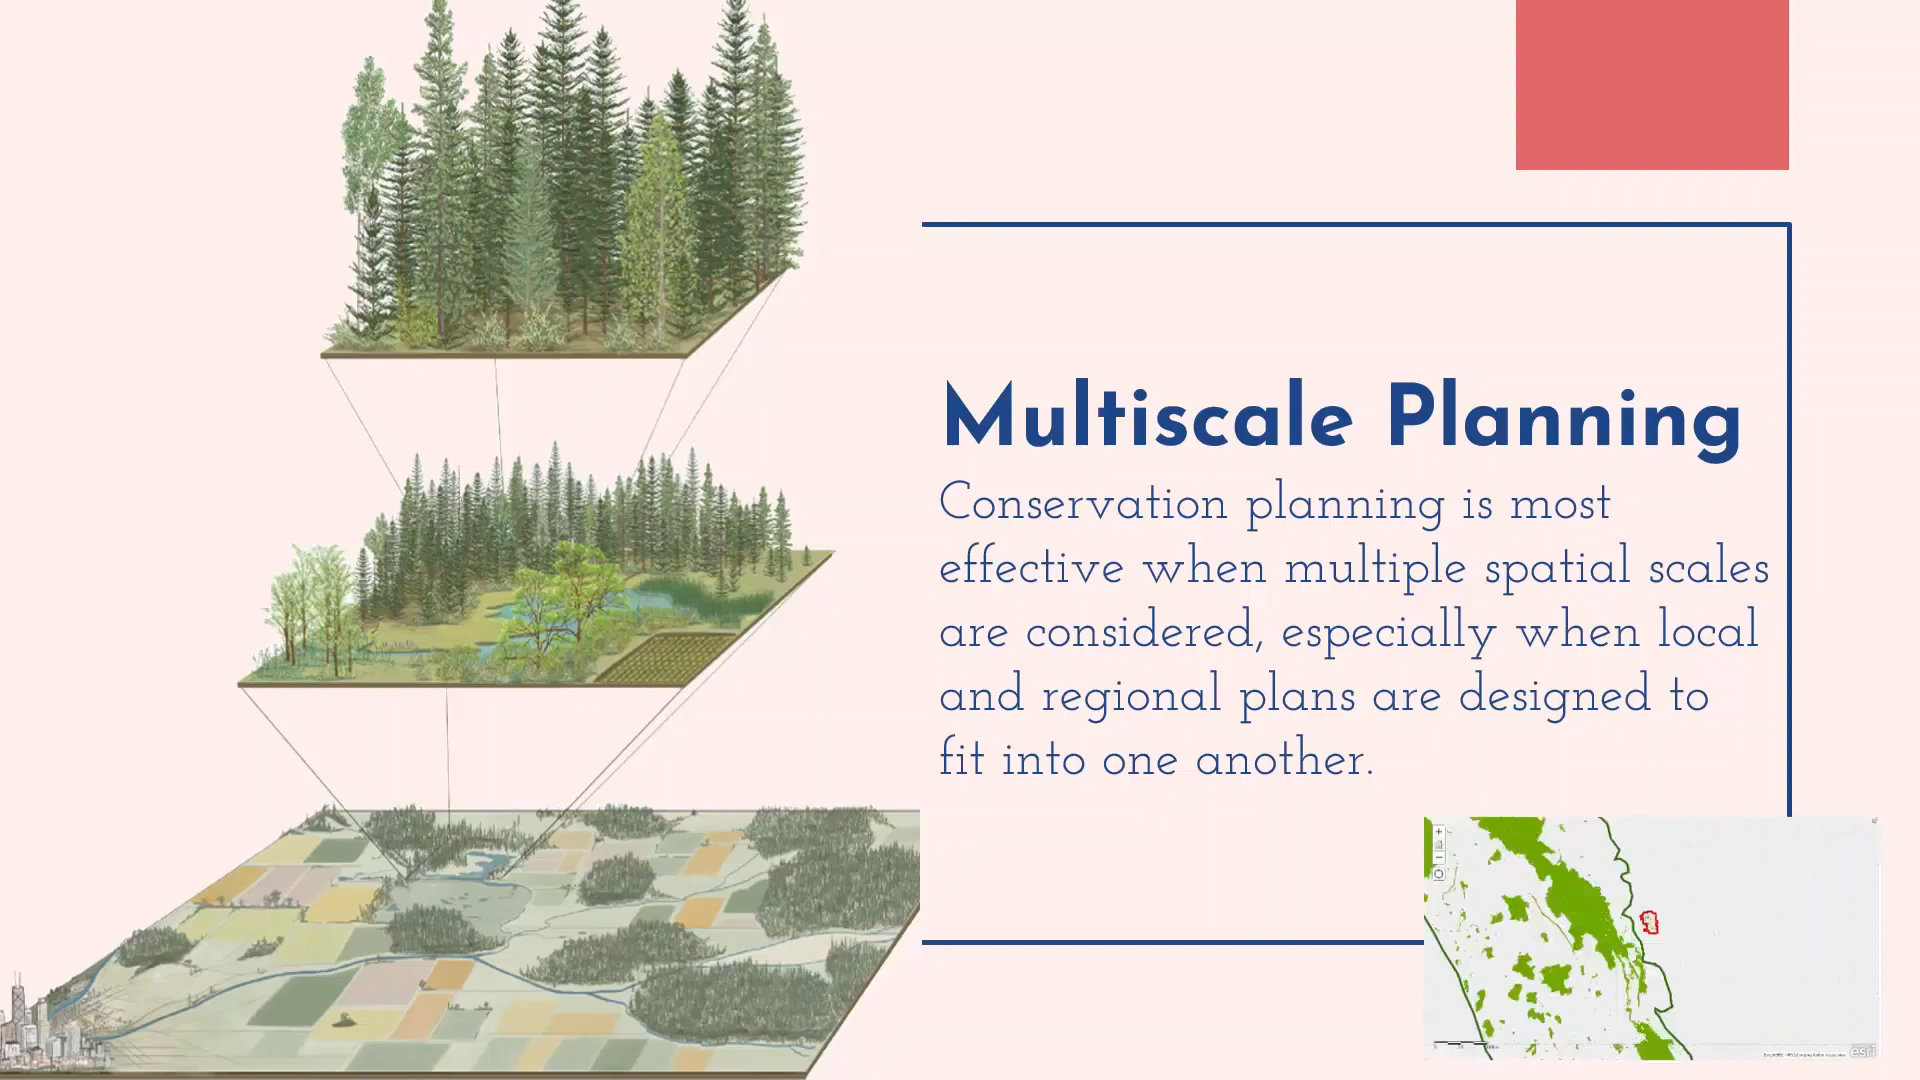 Multiscale Planning
Conservation planning is most
effective when multiple spatial scales
are considered, especially when local
and regional plans are designed to
fit into one another.
esri